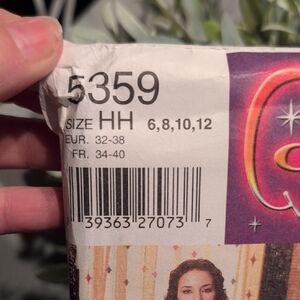 5359
SIZE HH 6,8,10,12
EUR. 32-38
FR. 34-40
39363 27073 7